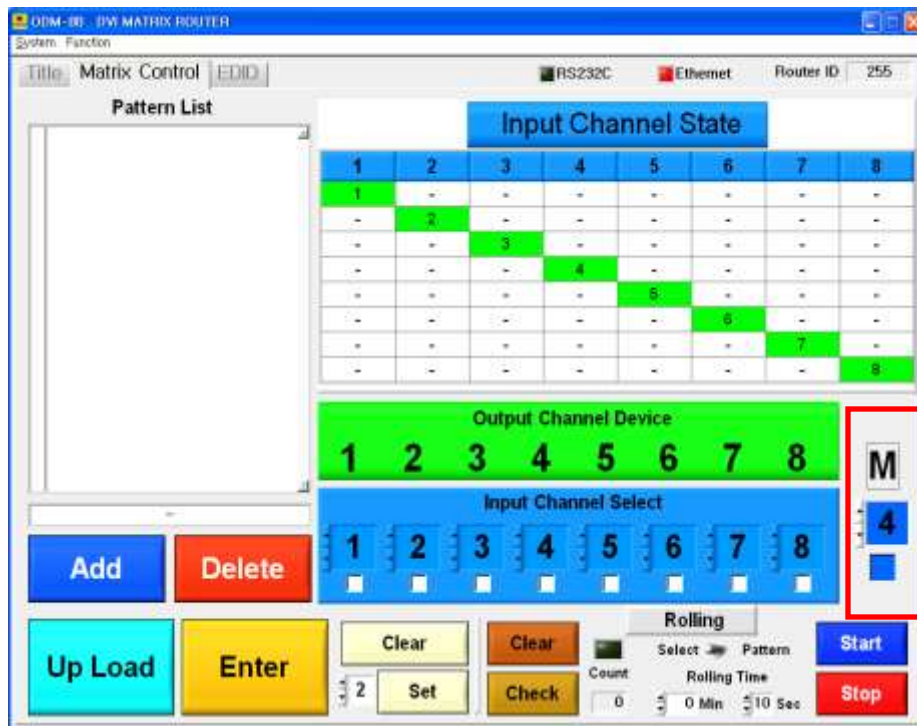 ODM-88 DVI MATRIX ROUTER
System Function
Title Matrix Control EDID RS232C Ethernet Router ID 255
Pattern List
Input Channel State
1 2 3 4 5 6 7 8
1 - - - - - - -
- 2 - - - - - -
- - 3 - - - - -
- - - 4 - - - -
- - - - 5 - - -
- - - - - 6 - -
- - - - - - 7 -
- - - - - - - 8
Output Channel Device
1 2 3 4 5 6 7 8
M
Input Channel Select
1 2 3 4 5 6 7 8
4
-
Add Delete
Up Load Enter
Clear
2 Set
Clear
Check
Rolling
Select Pattern
Count
0
Rolling Time
0 Min 10 Sec
Start
Stop